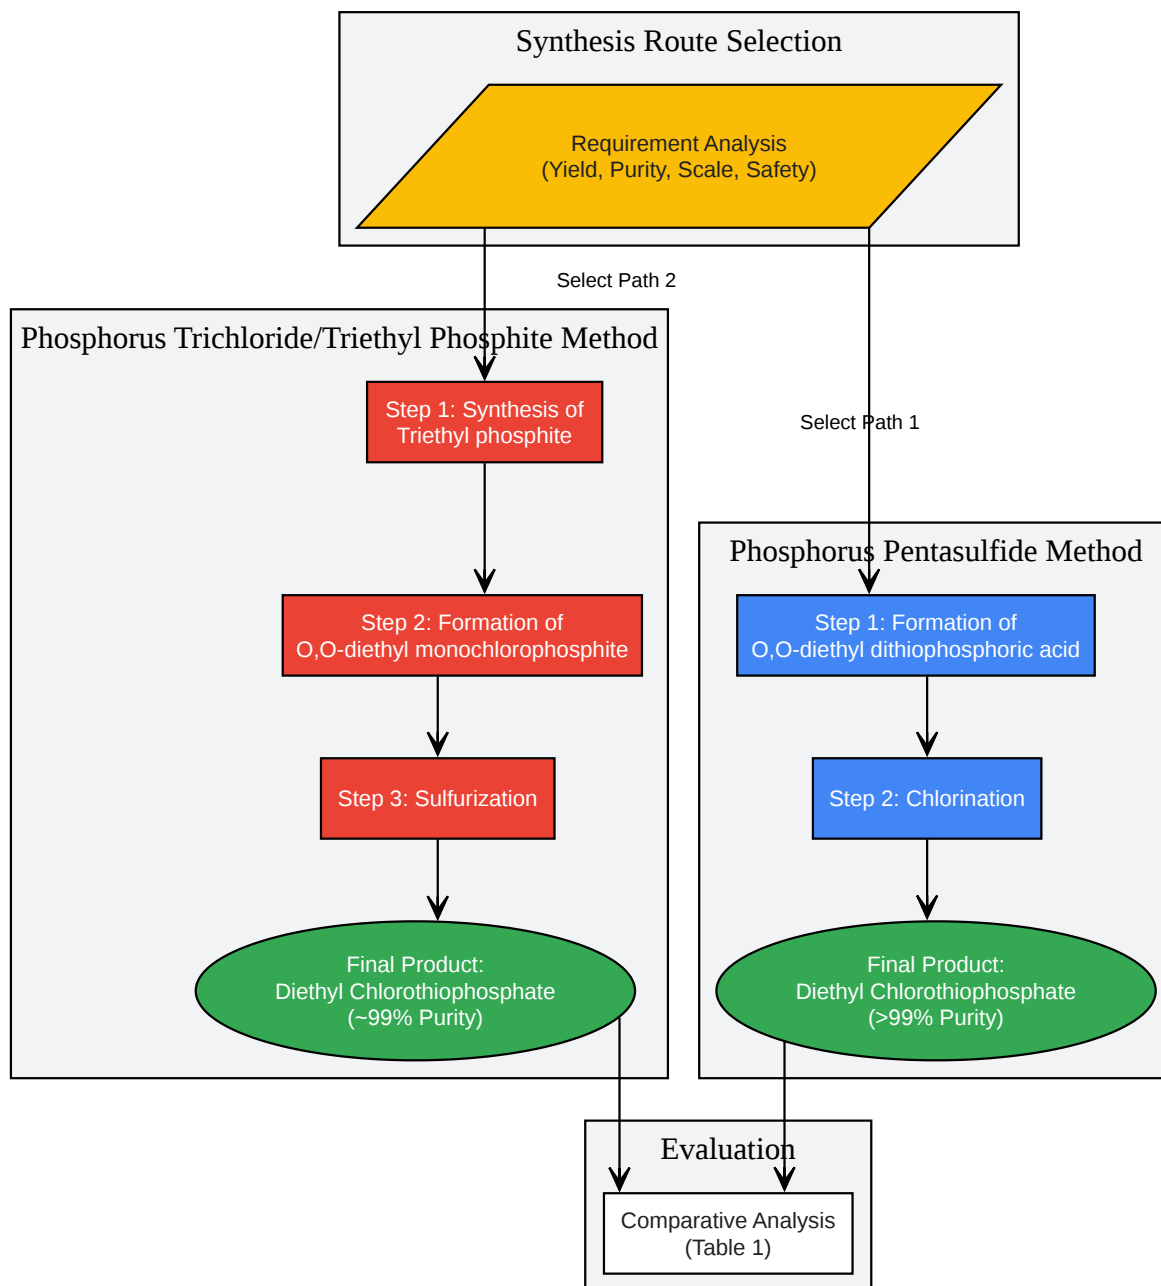 Synthesis Route Selection
Requirement Analysis
(Yield, Purity, Scale, Safety)
Select Path 2
Phosphorus Trichloride/Triethyl Phosphite Method
Step 1: Synthesis of
Triethyl phosphite
Select Path 1
Phosphorus Pentasulfide Method
Step 2: Formation of
O,O-diethyl monochlorophosphite
Step 1: Formation of
O,O-diethyl dithiophosphoric acid
Step 3: Sulfurization
Step 2: Chlorination
Final Product:
Diethyl Chlorothiophosphate
(~99% Purity)
Final Product:
Diethyl Chlorothiophosphate
(>99% Purity)
Evaluation
Comparative Analysis
(Table 1)